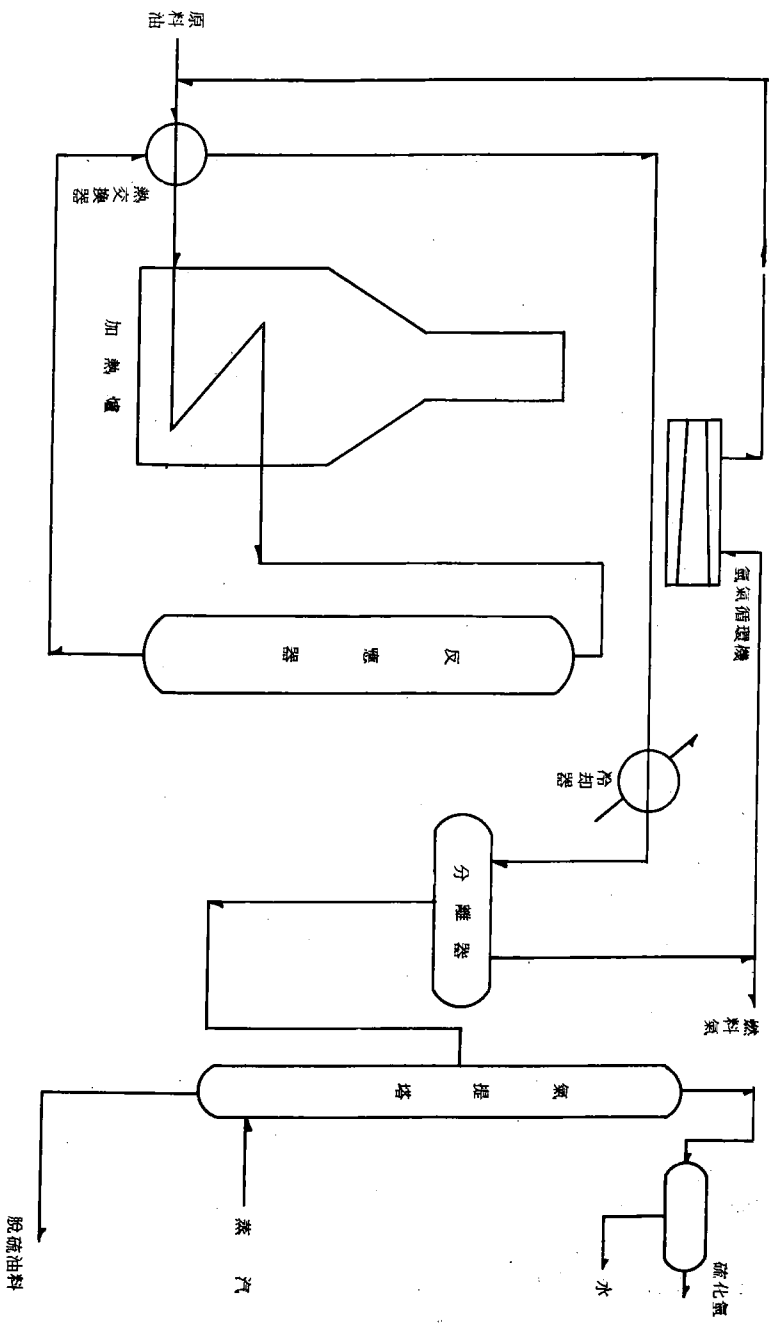 原料油
熱交換器
加熱爐
反應器
氫氣循環機
冷却器
分離器
燃料氣
氣提塔
蒸汽
脫硫油料
水
硫化氫